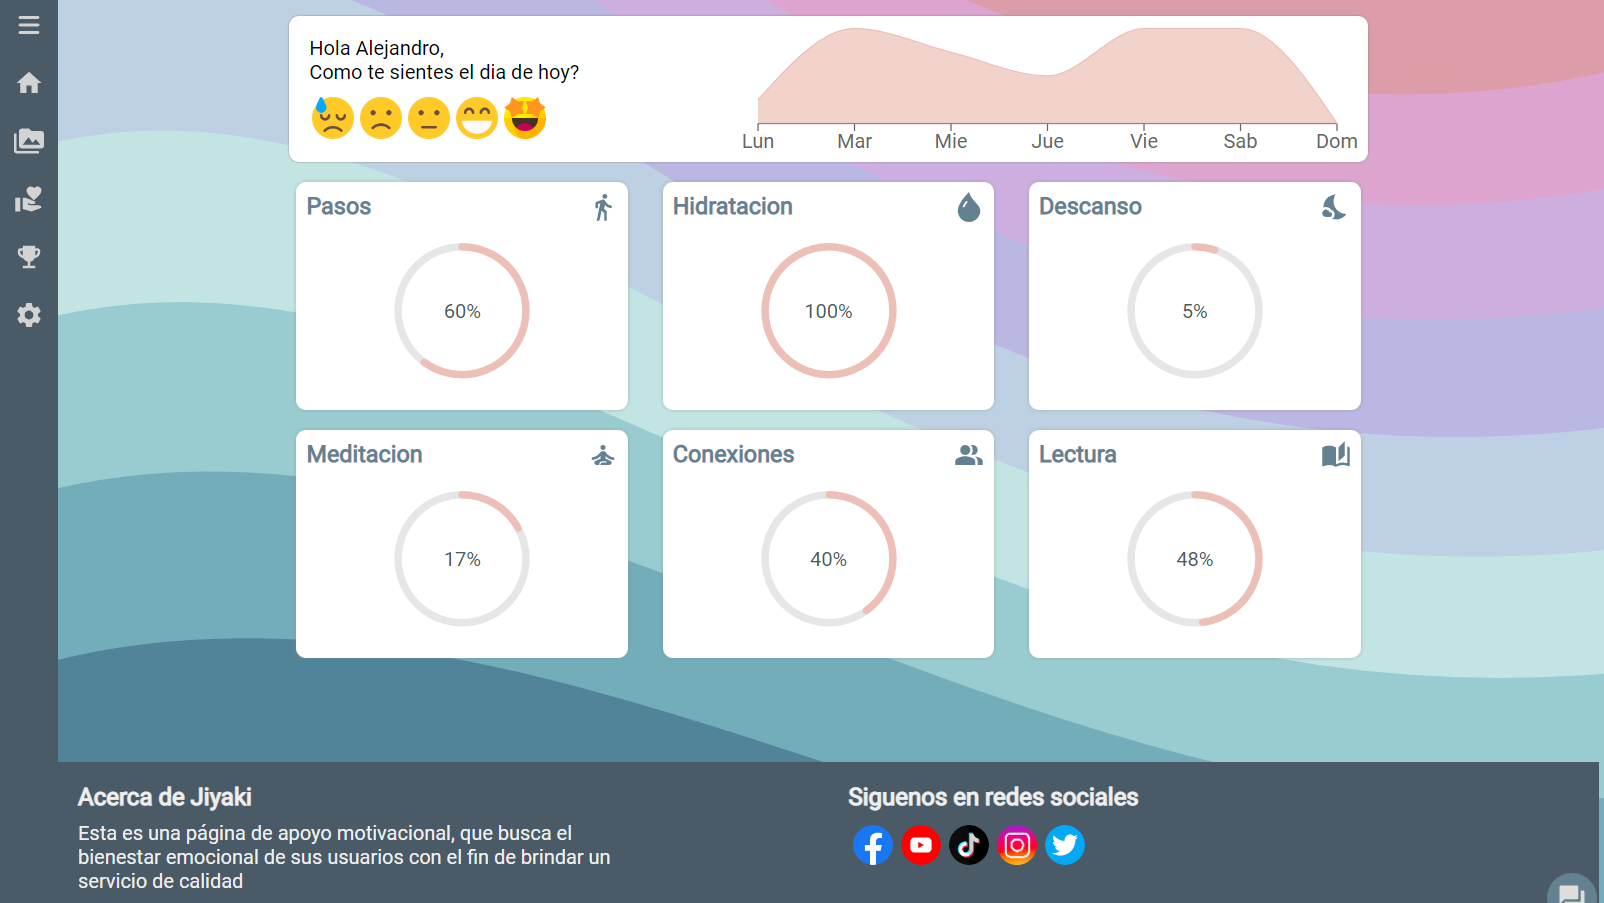 Hola Alejandro,
Como te sientes el dia de hoy?
Lun Mar Mie Jue Vie Sab Dom
Pasos
60%
Hidratacion
100%
Descanso
5%
Meditacion
17%
Conexiones
40%
Lectura
48%
Acerca de Jiyaki
Esta es una página de apoyo motivacional, que busca el
bienestar emocional de sus usuarios con el fin de brindar un
servicio de calidad
Siguenos en redes sociales